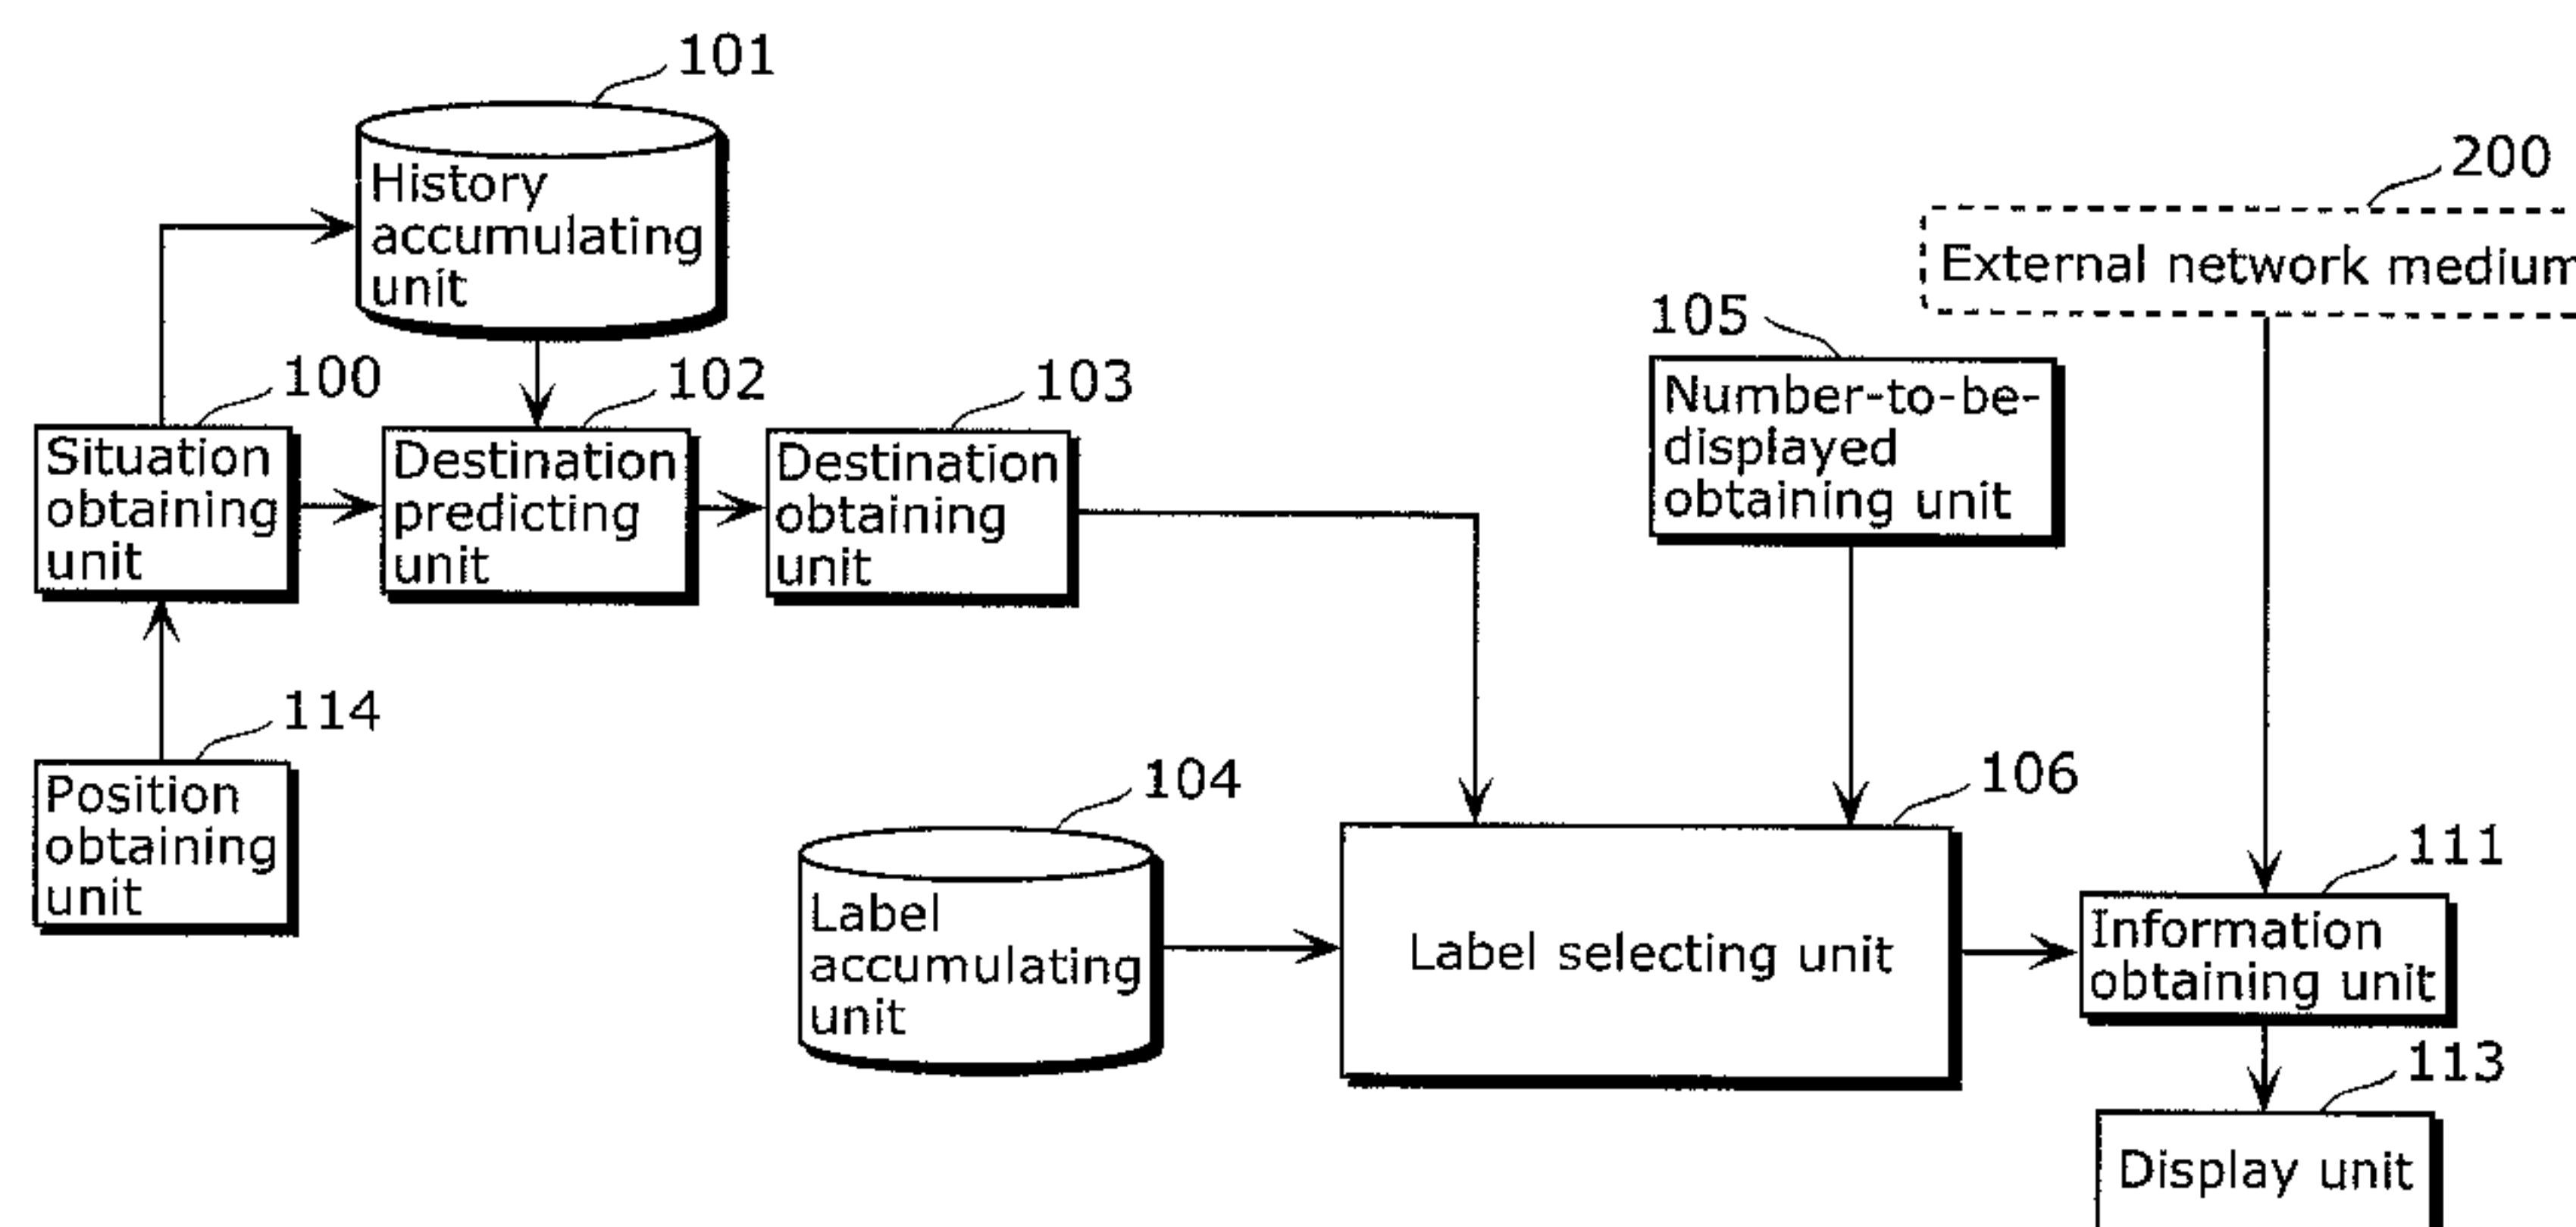 101
History
accumulating
unit
200
External network medium
105
Number-to-be-
displayed
obtaining unit
100
Situation
obtaining
unit
102
Destination
predicting
unit
103
Destination
obtaining
unit
114
Position
obtaining
unit
104
Label
accumulating
unit
106
Label selecting unit
111
Information
obtaining unit
113
Display unit